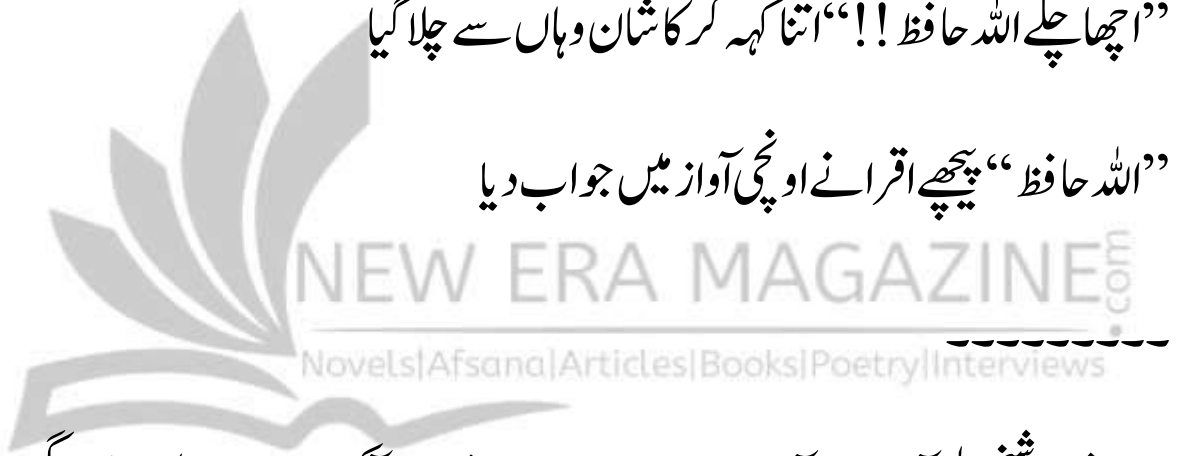 ”اچھا چلے اللہ حافظ !!“اتنا کہہ کر کاشان وہاں سے چلا گیا
”اللہ حافظ “ پیچھے اقرا نے اونچی آواز میں جواب دیا
NEW ERA MAGAZINE.com
Novels|Afsana|Articles|Books|Poetry|Interviews